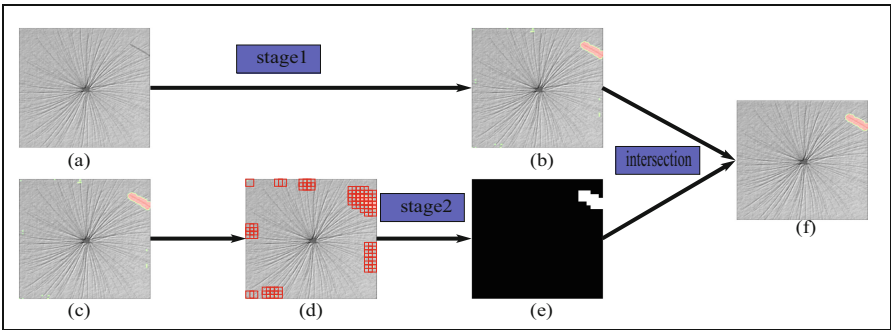 stage1
(a)
(b)
intersection
stage2
(f)
(c)
(d)
(e)